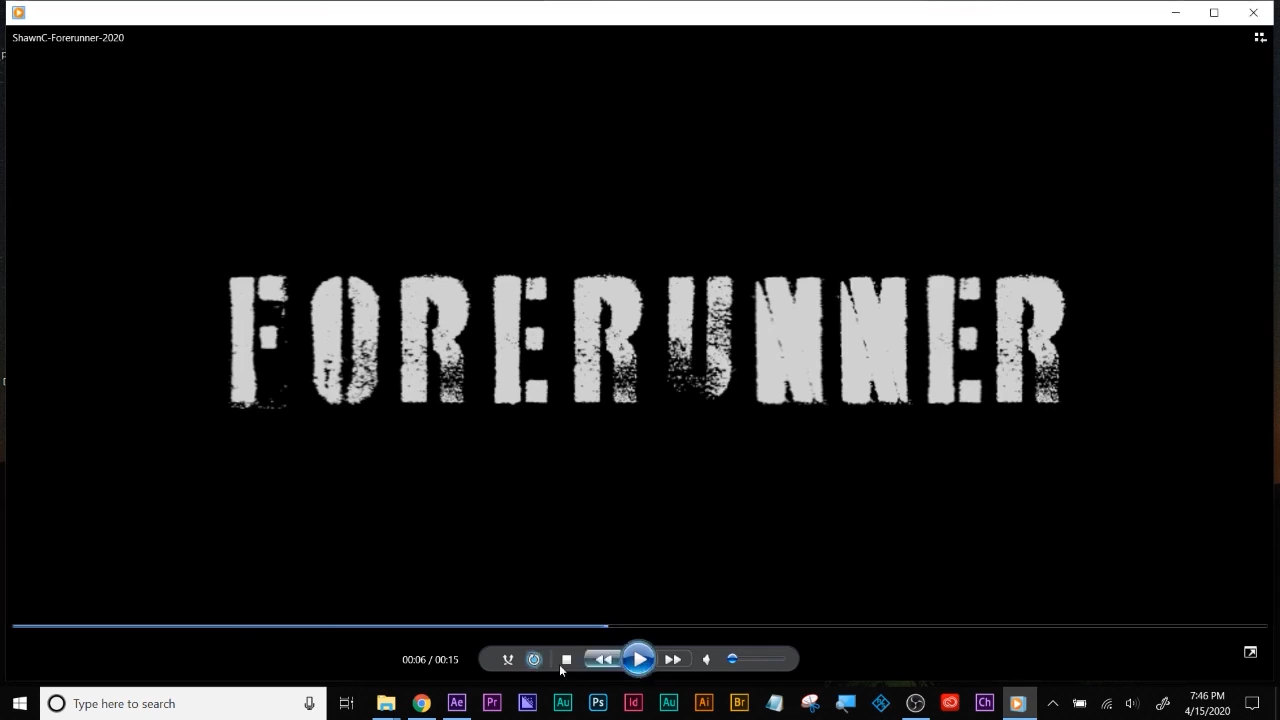 ShawnC-Forerunner-2020
FORERUNNER
00:06 / 00:15
Type here to search
Ae
Pr
Au
Ps
Id
Au
Ai
Br
Ch
7:46 PM
4/15/2020